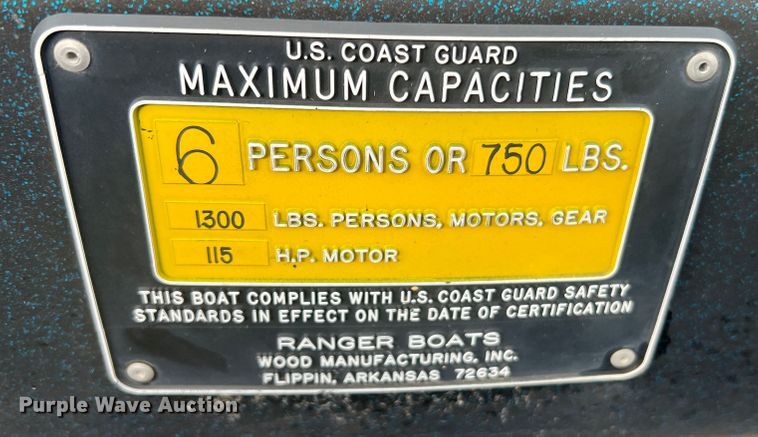 U.S. COAST GUARD
MAXIMUM CAPACITIES
6 PERSONS OR 750 LBS.
1300 LBS. PERSONS, MOTORS, GEAR
115 H.P. MOTOR
THIS BOAT COMPLIES WITH U.S. COAST GUARD SAFETY
STANDARDS IN EFFECT ON THE DATE OF CERTIFICATION
RANGER BOATS
WOOD MANUFACTURING, INC.
FLIPPIN, ARKANSAS 72634
Purple Wave Auction